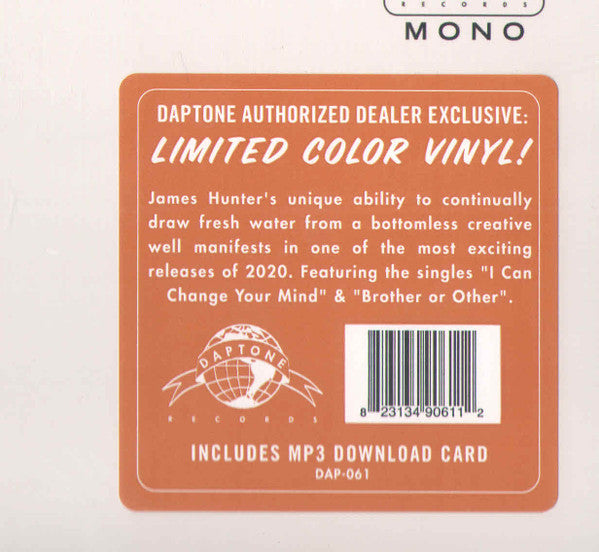 RECORDS
MONO
DAPTONE AUTHORIZED DEALER EXCLUSIVE:
LIMITED COLOR VINYL!
James Hunter's unique ability to continually
draw fresh water from a bottomless creative
well manifests in one of the most exciting
releases of 2020. Featuring the singles "I Can
Change Your Mind" & "Brother or Other".
DAPTONE
RECORDS
8 23134 90611 2
INCLUDES MP3 DOWNLOAD CARD
DAP-061